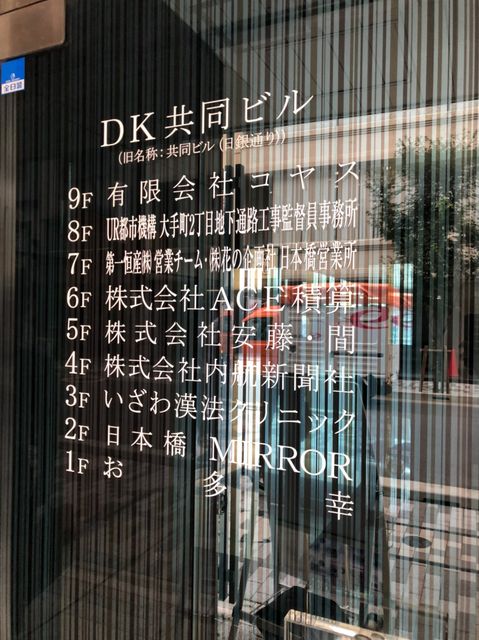 全日警
DK共同ビル
(旧名称:共同ビル(日銀通り))
9F 有限会社コヤス
8F UR都市機構 大手町2丁目地下通路工事監督員事務所
7F 第一恒産㈱ 営業チーム・㈱花の企画社 日本橋営業所
6F 株式会社ACE積算
5F 株式会社安藤・間
4F 株式会社内航新聞社
3F いざわ漢法クリニック
2F 日本橋 MIRROR
1F お多幸